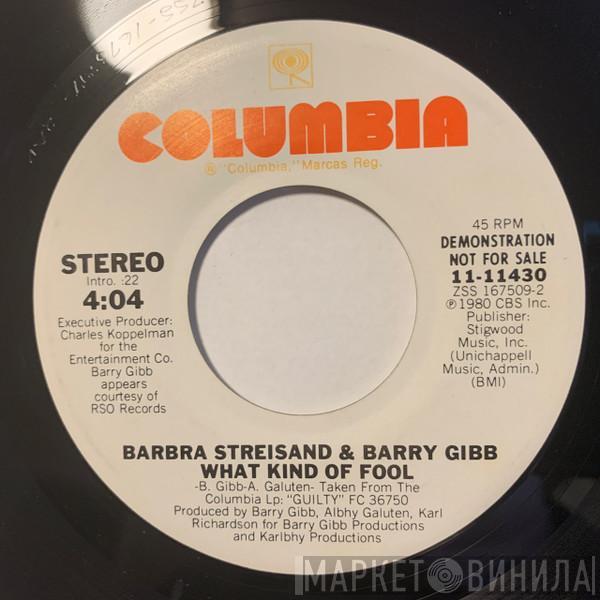 COLUMBIA
® "Columbia," Marcas Reg.
STEREO
Intro. :22
4:04
Executive Producer:
Charles Koppelman
for the
Entertainment Co.
Barry Gibb
appears
courtesy of
RSO Records
45 RPM
DEMONSTRATION
NOT FOR SALE
11-11430
ZSS 167509-2
℗ 1980 CBS Inc.
Publisher:
Stigwood
Music, Inc.
(Unichappell
Music, Admin.)
(BMI)
BARBRA STREISAND & BARRY GIBB
WHAT KIND OF FOOL
-B. Gibb-A. Galuten- Taken From The
Columbia Lp: "GUILTY" FC 36750
Produced by Barry Gibb, Albhy Galuten, Karl
Richardson for Barry Gibb Productions
and Karlbhy Productions
МАРКЕТ ВИНИЛА